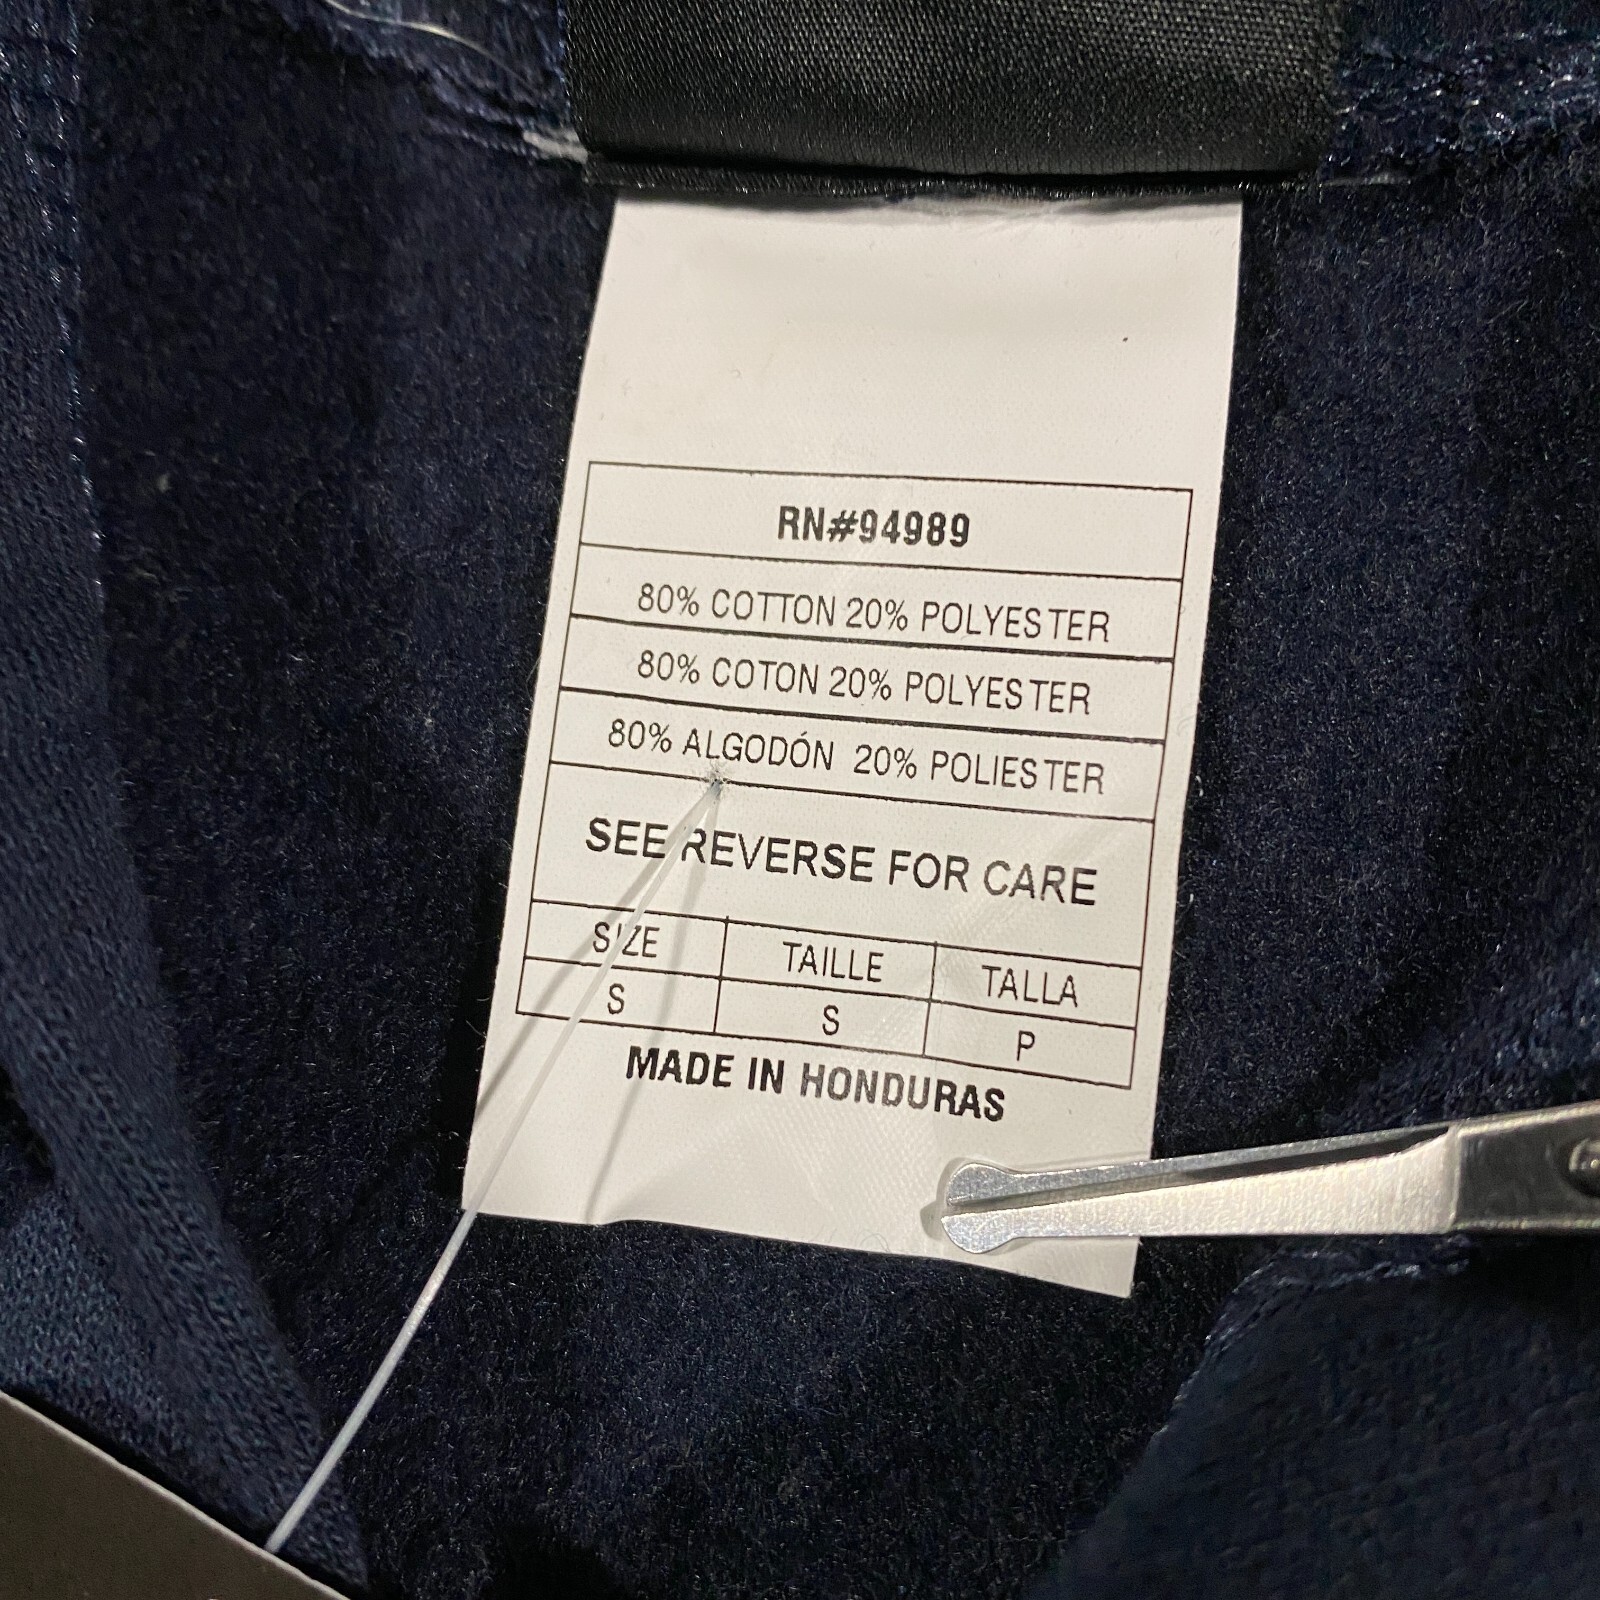 RN#94989
80% COTTON 20% POLYESTER
80% COTON 20% POLYESTER
80% ALGODÓN 20% POLIESTER
SEE REVERSE FOR CARE
SIZE TAILLE TALLA
S S P
MADE IN HONDURAS